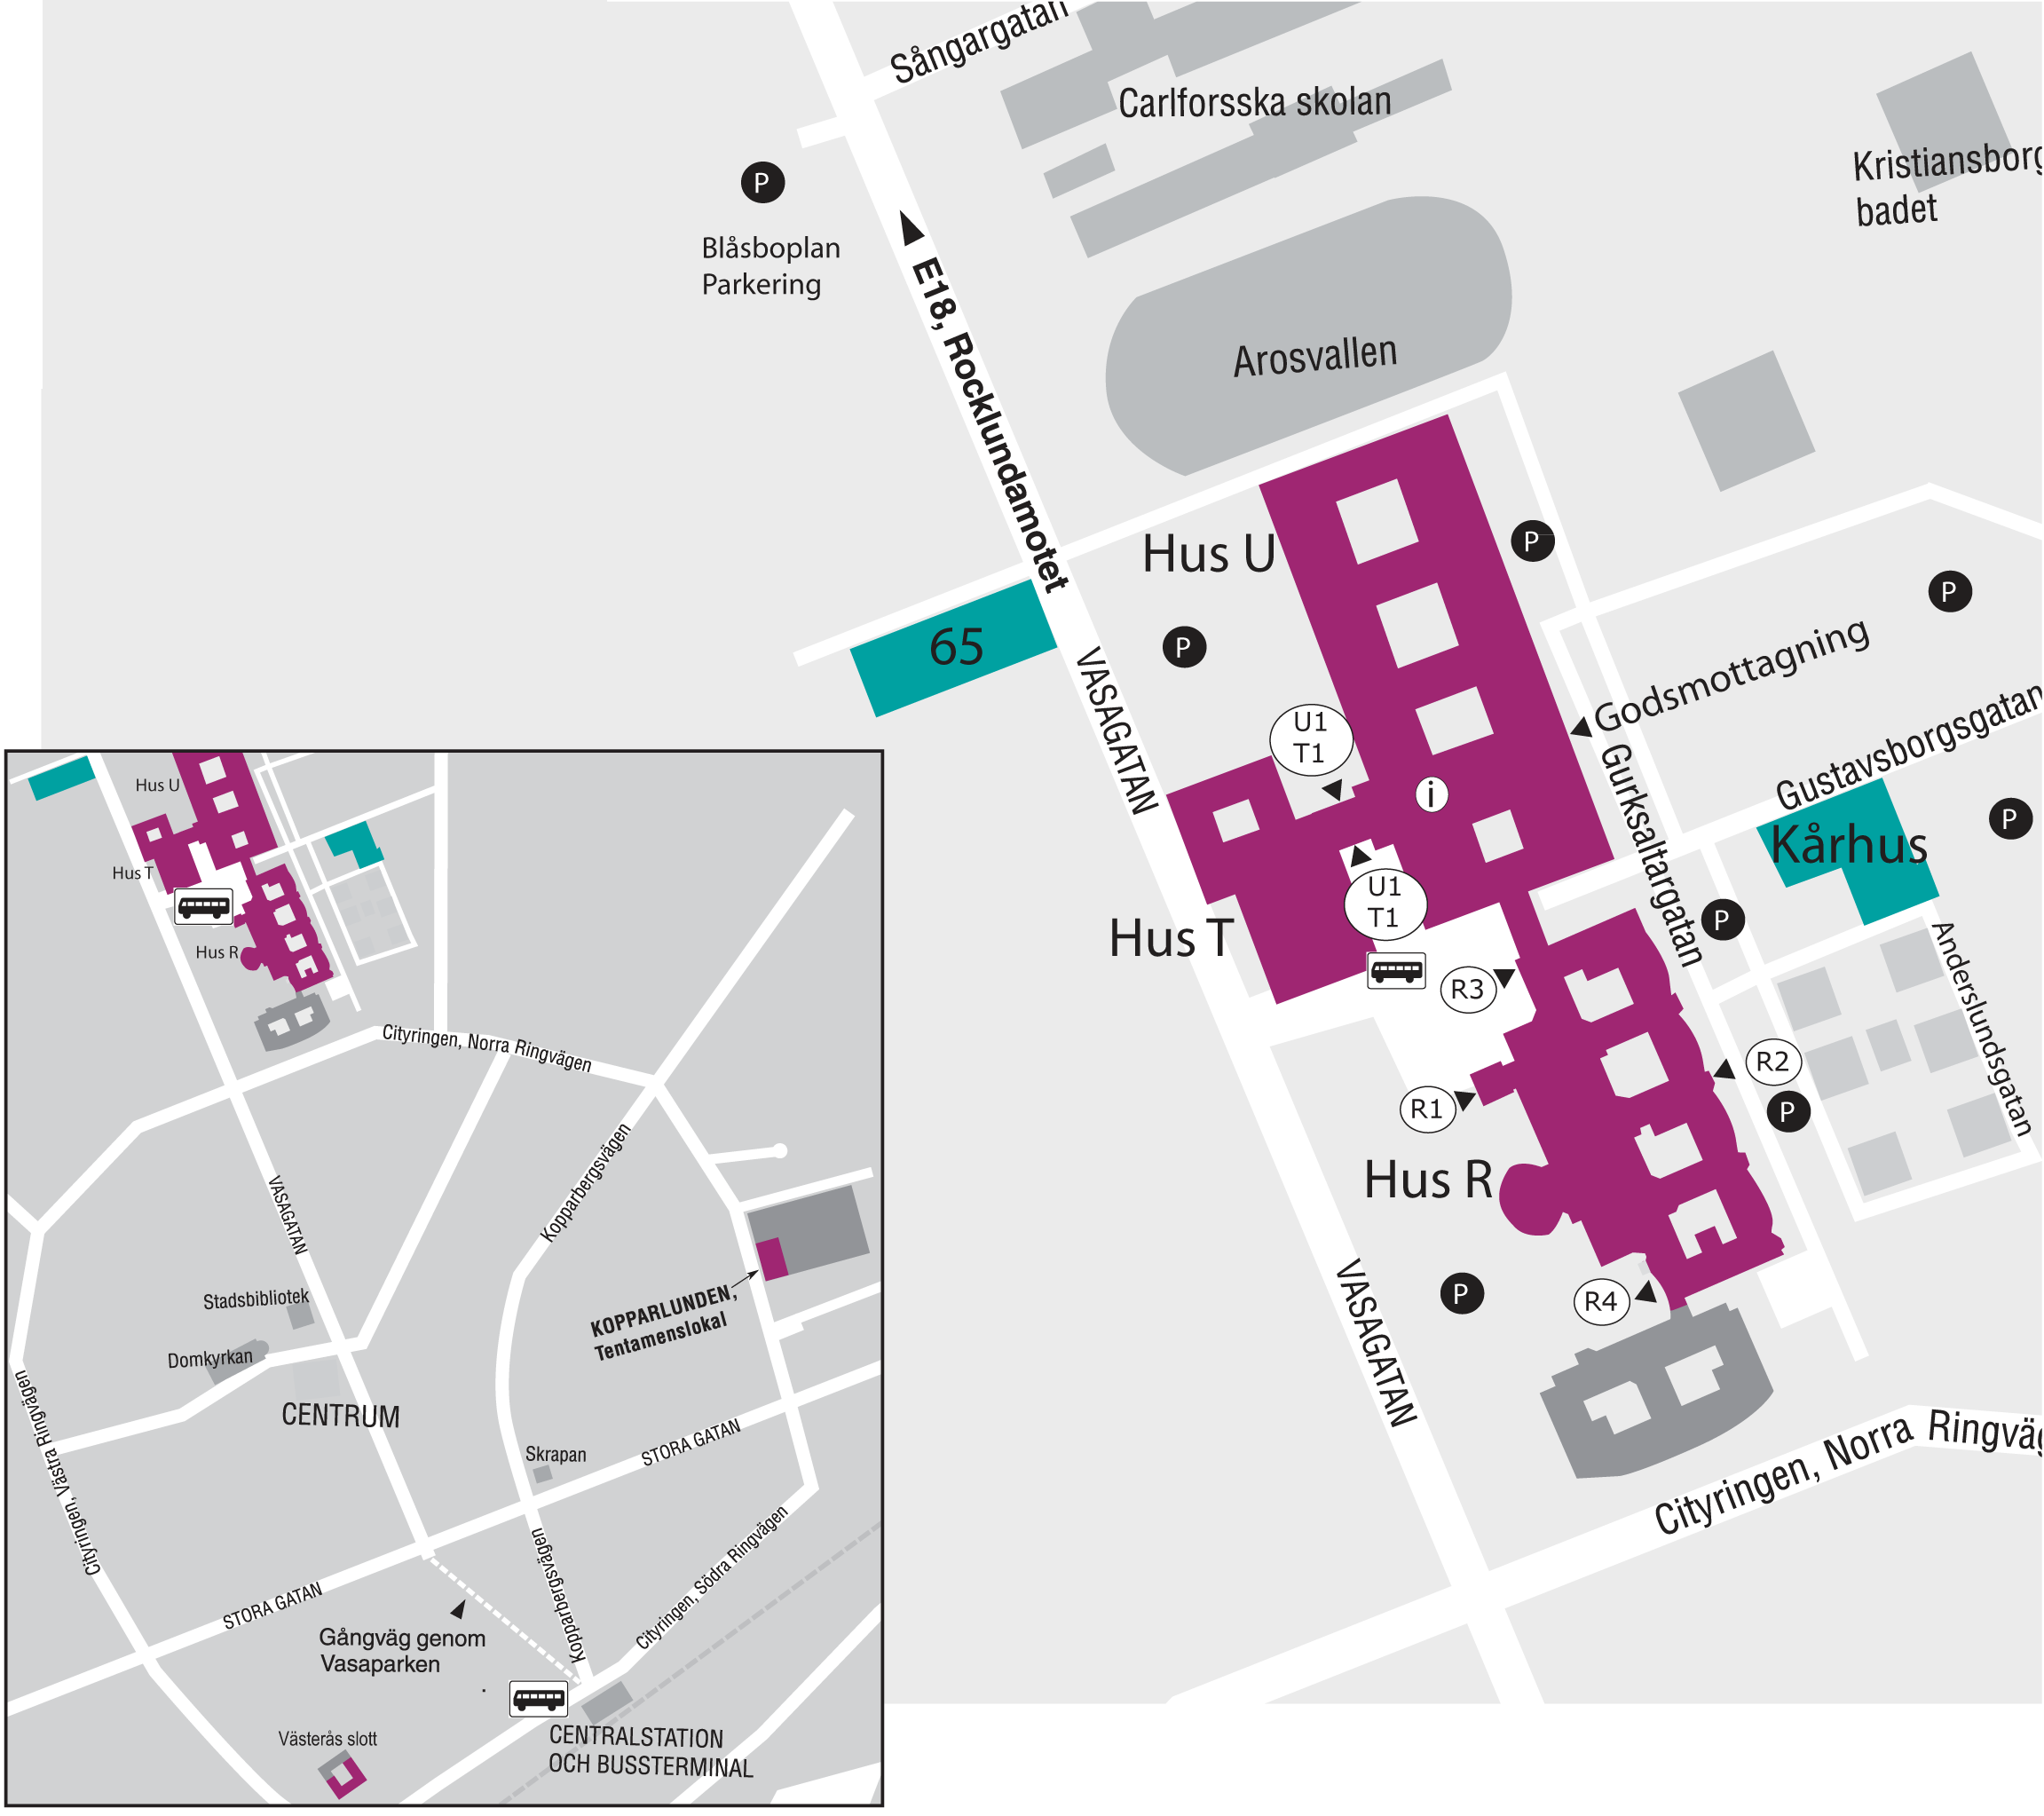 Sångargatan
Carlforsska skolan
Kristiansborg
badet
P
Blåsboplan
Parkering
E18, Rocklundamotet
Arosvallen
Hus U
P
P
P
65
VASAGATAN
U1
T1
i
Godsmottagning
Gurksaltargatan
Gustavsborgsgatan
P
Kårhus
U1
T1
P
Hus T
R3
Anderslundsgatan
R2
R1
P
Hus R
P
R4
VASAGATAN
Cityringen, Norra Ringväg
Hus U
Hus T
Hus R
Cityringen, Norra Ringvägen
VASAGATAN
Kopparbergsvägen
Stadsbibliotek
KOPPARLUNDEN,
Tentamenslokal
Domkyrkan
CENTRUM
Cityringen, Västra Ringvägen
Skrapan
STORA GATAN
Kopparbergsvägen
Cityringen, Södra Ringvägen
STORA GATAN
Gångväg genom
Vasaparken
Västerås slott
CENTRALSTATION
OCH BUSSTERMINAL